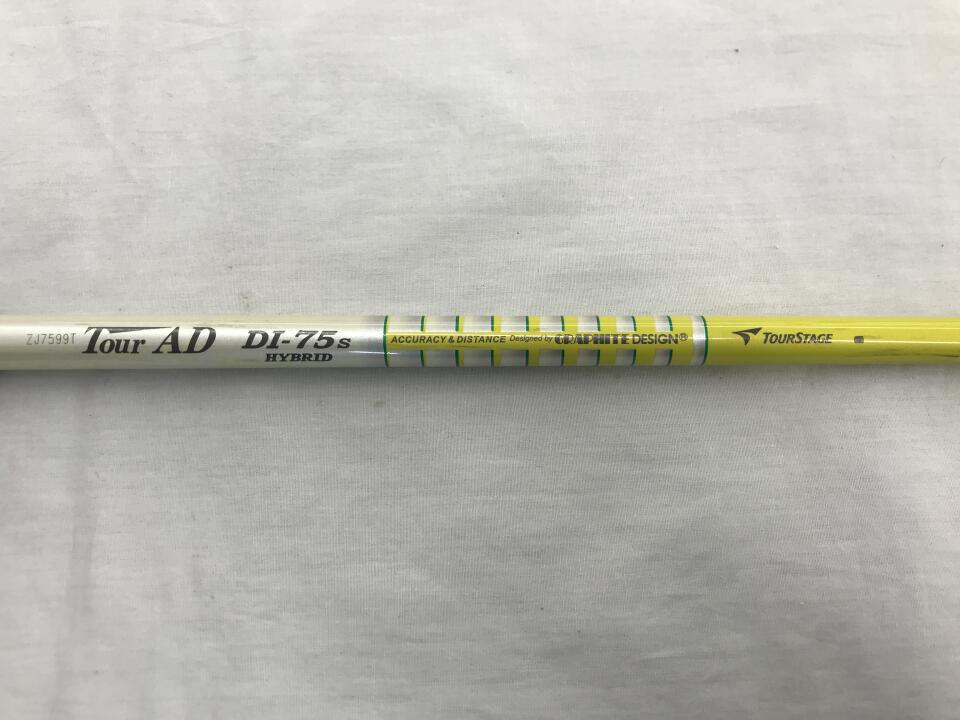 ZJ7599T Tour AD DI-75s
HYBRID
ACCURACY & DISTANCE Designed by GRAPHITE DESIGN®
TOURSTAGE